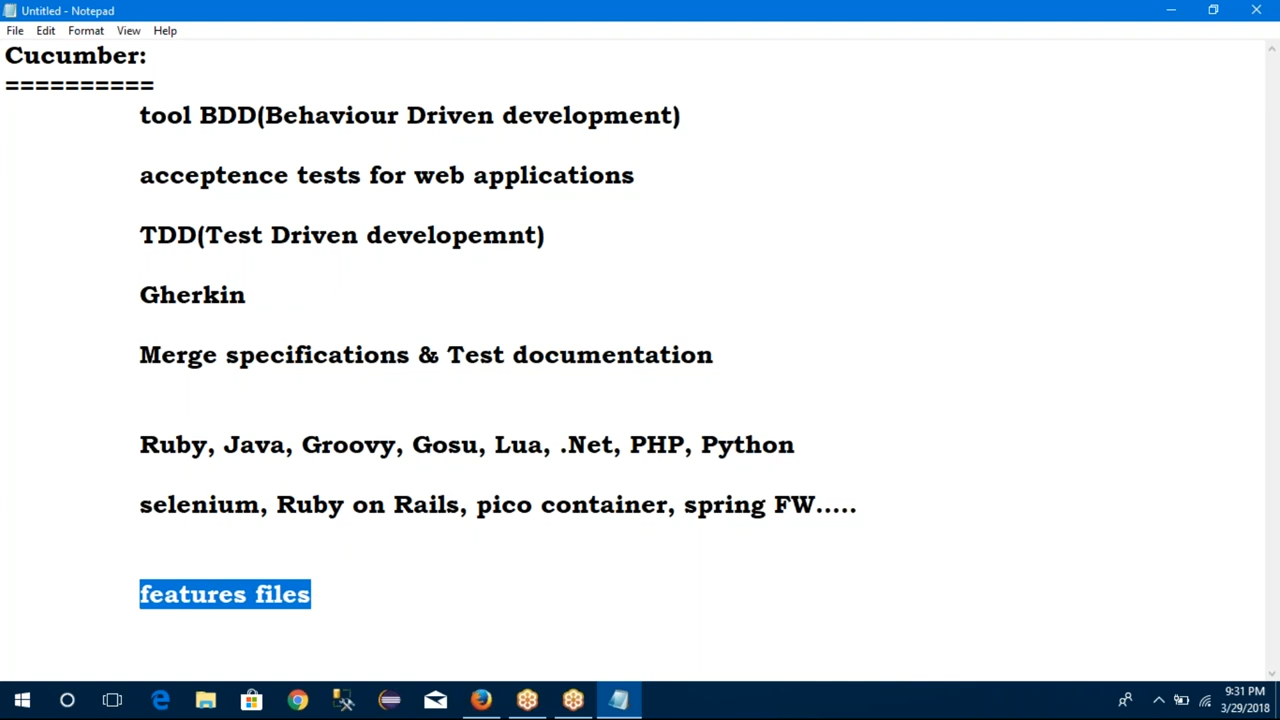 Untitled - Notepad
File Edit Format View Help
Cucumber:
==========
tool BDD(Behaviour Driven development)
acceptence tests for web applications
TDD(Test Driven developemnt)
Gherkin
Merge specifications & Test documentation
Ruby, Java, Groovy, Gosu, Lua, .Net, PHP, Python
selenium, Ruby on Rails, pico container, spring FW.....
features files
9:31 PM
3/29/2018